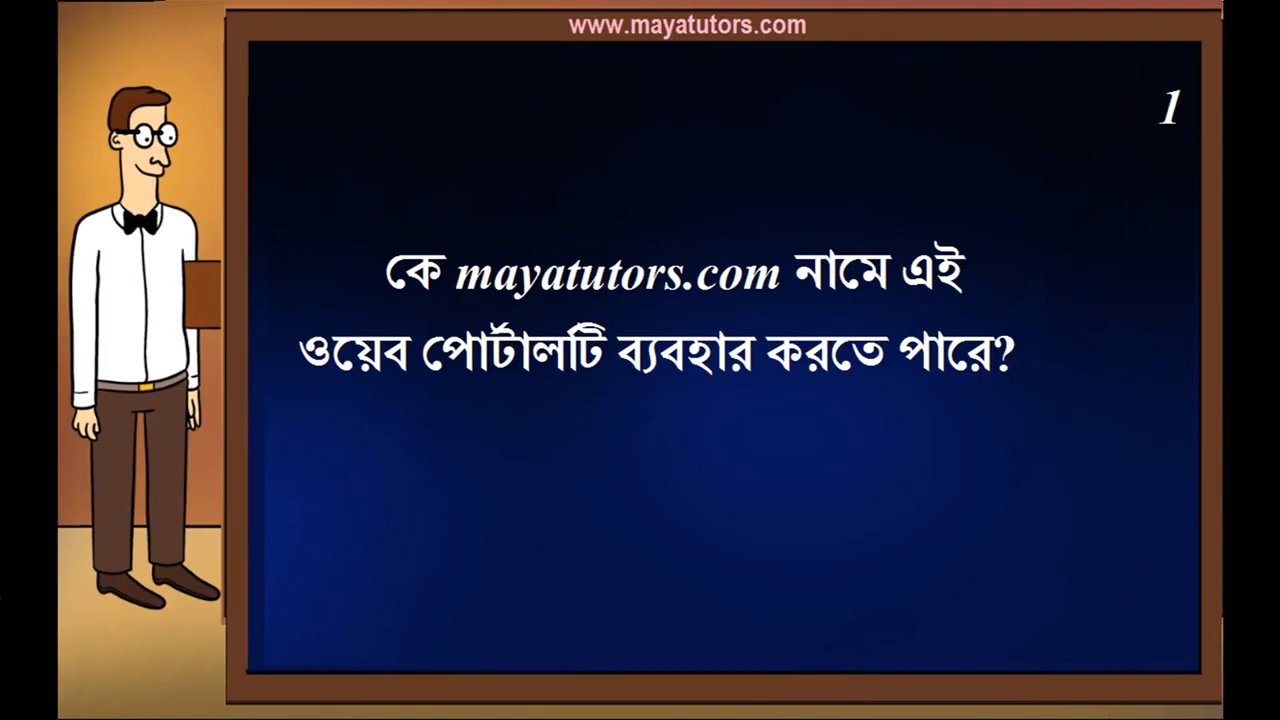 www.mayatutors.com
1
কে mayatutors.com নামে এই
ওয়েব পোর্টালটি ব্যবহার করতে পারে?